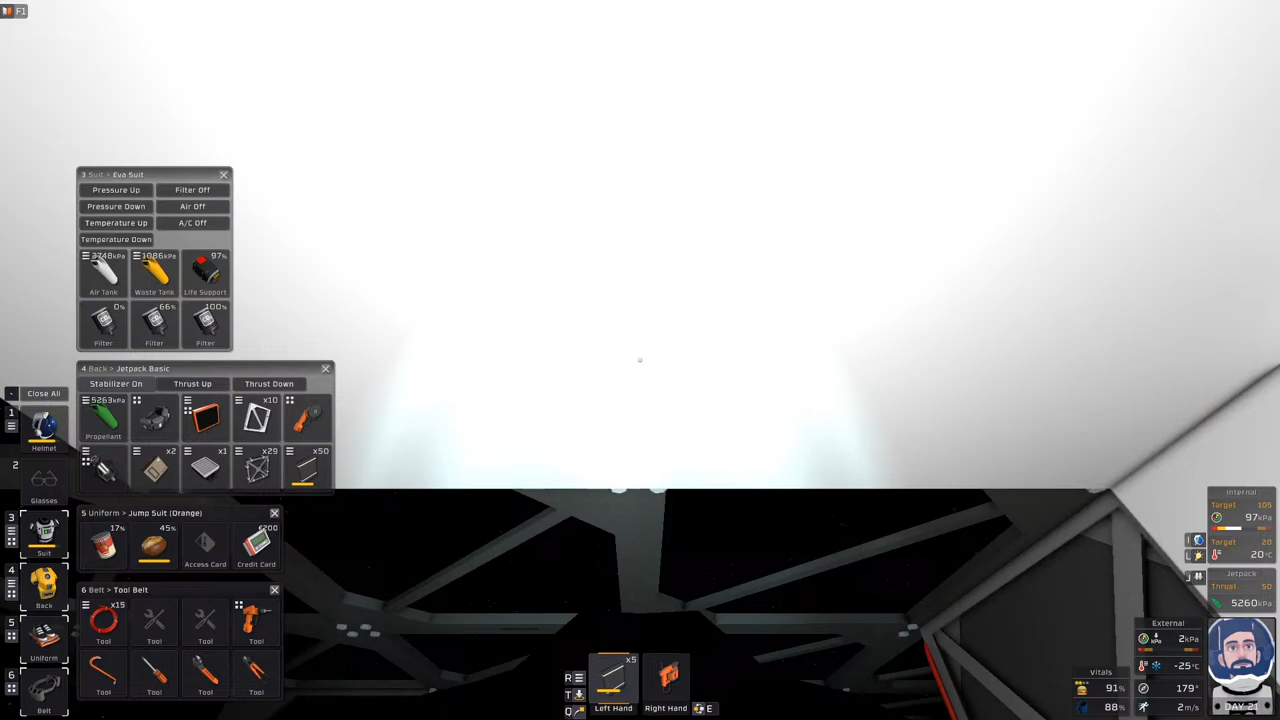 F1
3 Suit > Eva Suit
Pressure Up
Filter Off
Pressure Down
Air Off
Temperature Up
A/C Off
Temperature Down
3748kPa
1086kPa
97%
Air Tank
Waste Tank
Life Support
0%
66%
100%
Filter
Filter
Filter
4 Back > Jetpack Basic
Stabilizer On
Thrust Up
Thrust Down
5263kPa
x10
Propellant
x2
x1
x29
x50
5 Uniform > Jump Suit (Orange)
17%
45%
€200
Access Card
Credit Card
6 Belt > Tool Belt
x15
Tool
Tool
Tool
Tool
Tool
Tool
Tool
Tool
-
Close All
1
Helmet
2
Glasses
3
Suit
4
Back
5
Uniform
6
Belt
R
T
Q
x5
Left Hand
Right Hand
E
Internal
Target 105
97kPa
Target 20
20°C
I
L
J
Jetpack
Thrust 50
5260kPa
External
kPa
2kPa
-25°C
179°
2m/s
Vitals
91%
88%
DAY 21